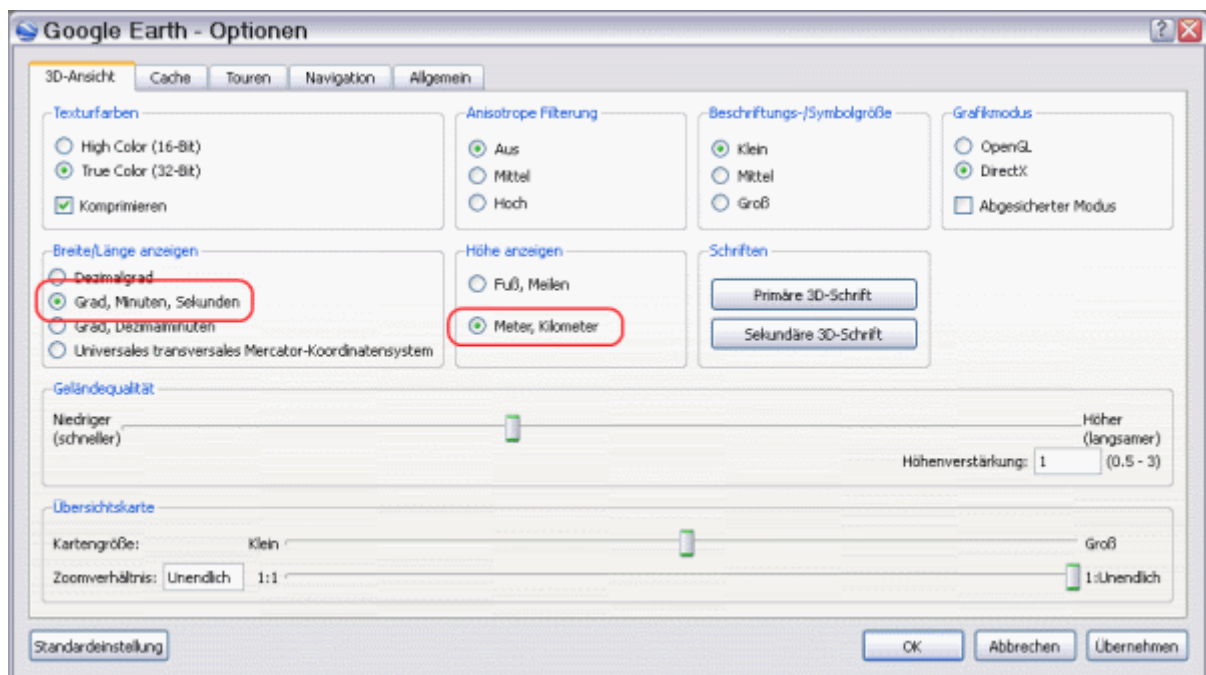 Google Earth - Optionen
3D-Ansicht Cache Touren Navigation Allgemein
Texturfarben
High Color (16-Bit)
True Color (32-Bit)
Komprimieren
Anisotrope Filterung
Aus
Mittel
Hoch
Beschriftungs-/Symbolgröße
Klein
Mittel
Groß
Grafikmodus
OpenGL
DirectX
Abgesicherter Modus
Breite/Länge anzeigen
Dezimalgrad
Grad, Minuten, Sekunden
Grad, Dezimalminuten
Universales transversales Mercator-Koordinatensystem
Höhe anzeigen
Fuß, Meilen
Meter, Kilometer
Schriften
Primäre 3D-Schrift
Sekundäre 3D-Schrift
Geländequalität
Niedriger
(schneller)
Höher
(langsamer)
Höhenverstärkung: 1 (0.5 - 3)
Übersichtskarte
Kartengröße: Klein Groß
Zoomverhältnis: Unendlich 1:1 1:Unendlich
Standardeinstellung OK Abbrechen Übernehmen